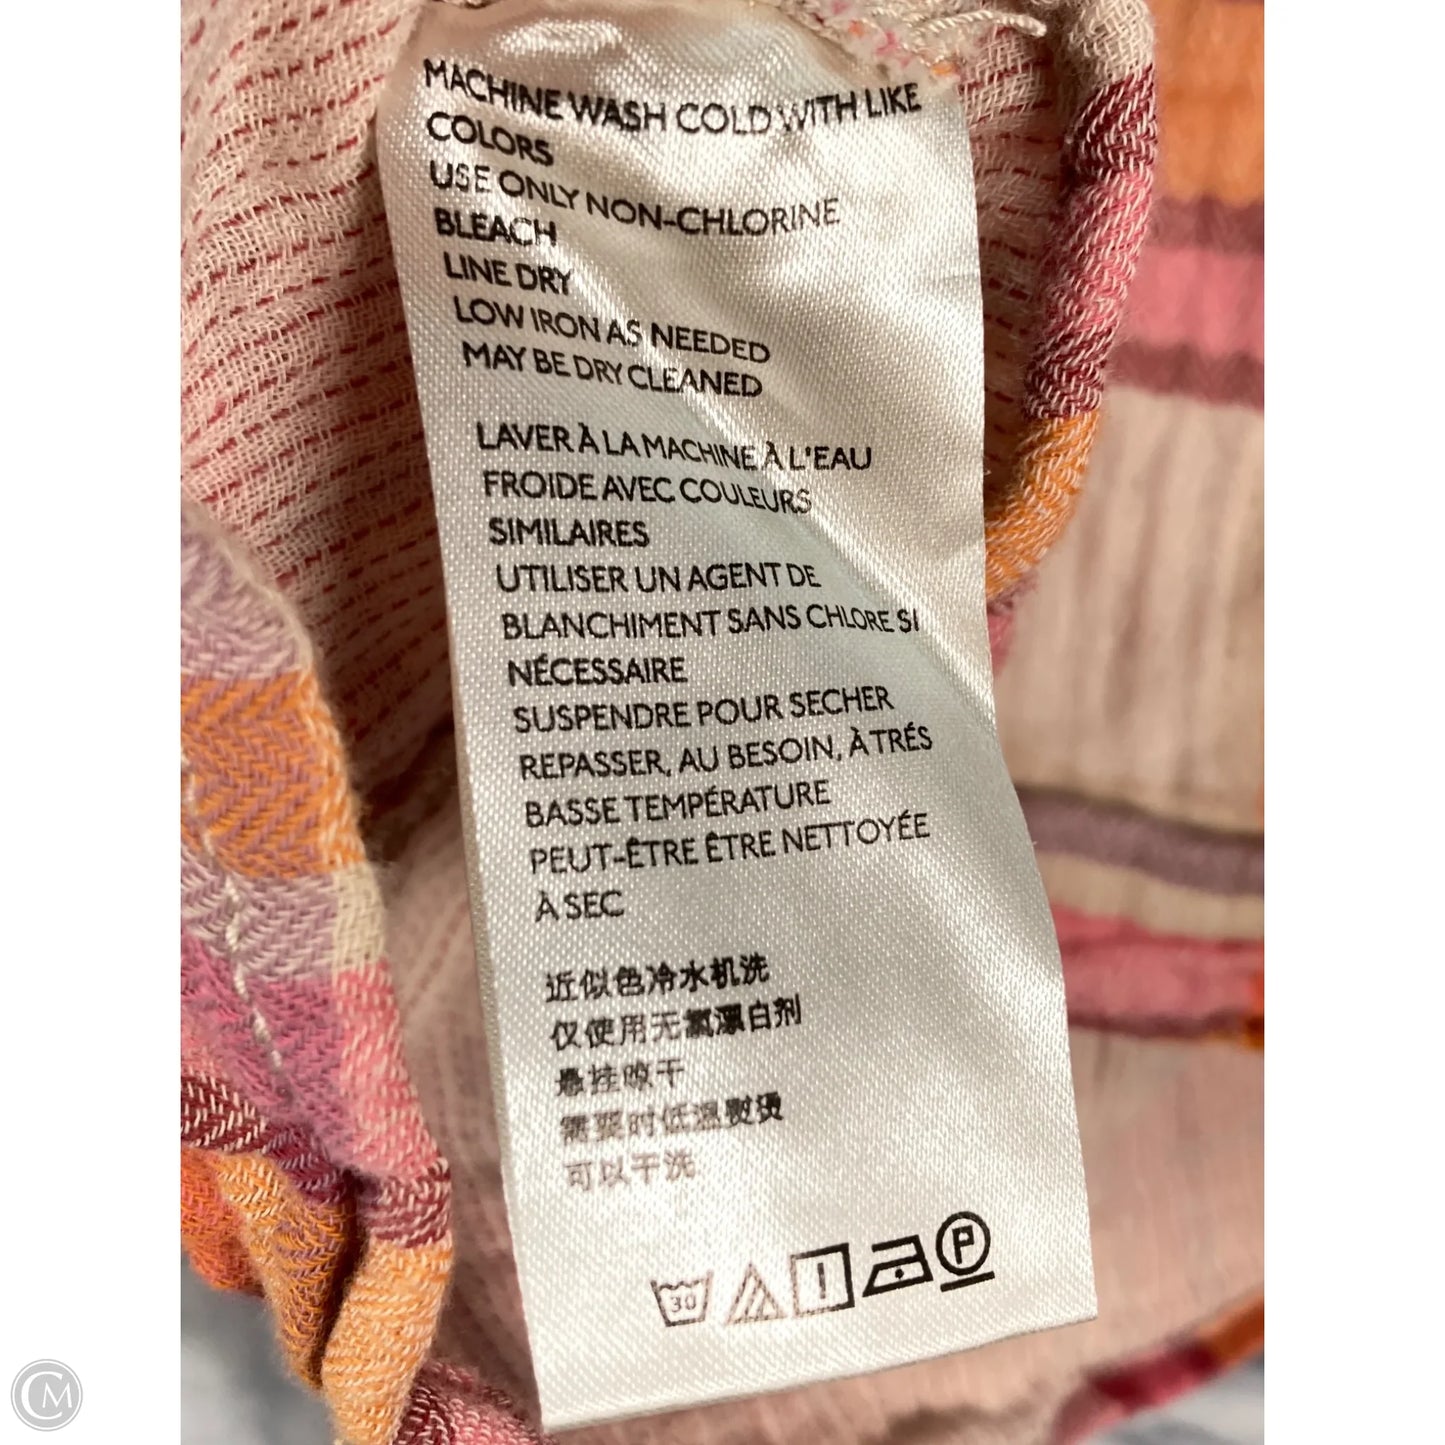 MACHINE WASH COLD WITH LIKE
COLORS
USE ONLY NON-CHLORINE
BLEACH
LINE DRY
LOW IRON AS NEEDED
MAY BE DRY CLEANED
LAVER À LA MACHINE À L'EAU
FROIDE AVEC COULEURS
SIMILAIRES
UTILISER UN AGENT DE
BLANCHIMENT SANS CHLORE SI
NÉCESSAIRE
SUSPENDRE POUR SECHER
REPASSER, AU BESOIN, À TRÉS
BASSE TEMPÉRATURE
PEUT-ÊTRE ÊTRE NETTOYÉE
À SEC
近似色冷水机洗
仅使用无氯漂白剂
悬挂晾干
需要时低温熨烫
可以干洗
30 P
CM